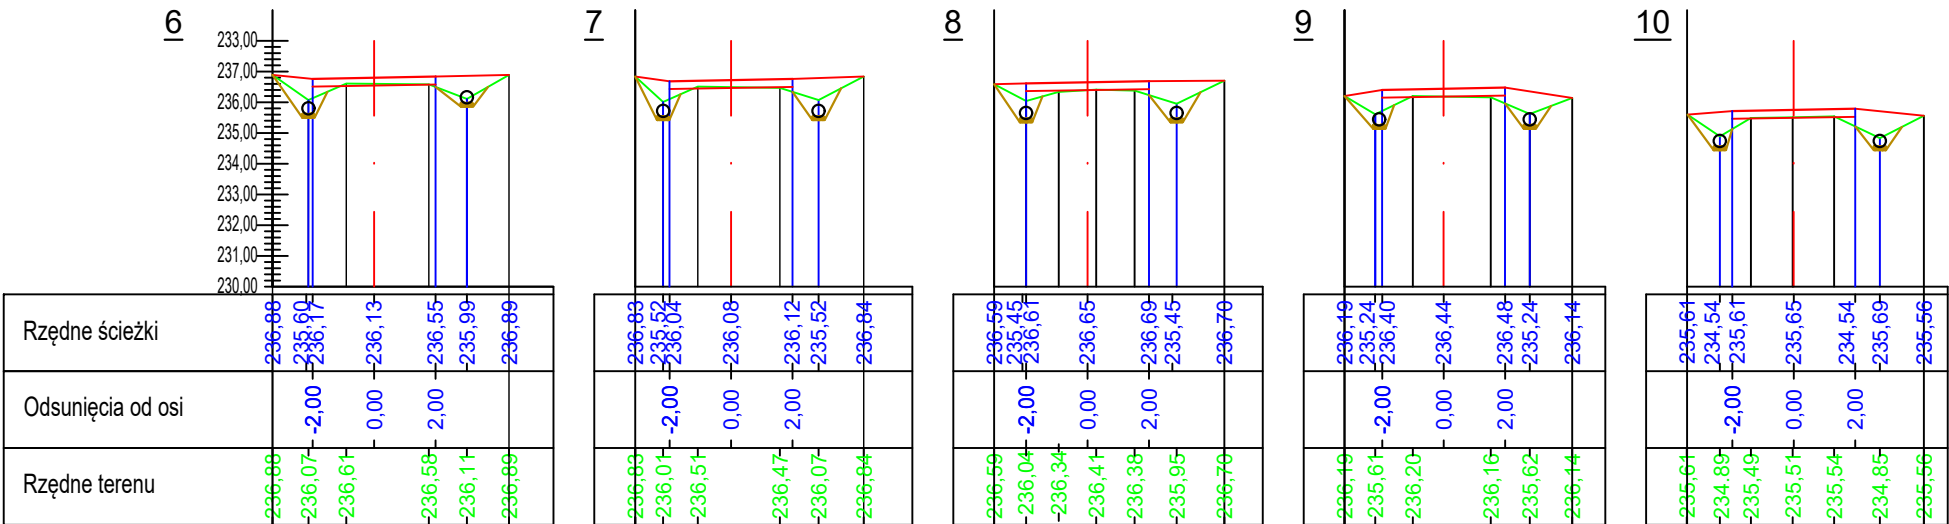 6
7
8
9
10
233,00
237,00
236,00
235,00
234,00
233,00
232,00
231,00
230,00
Rzędne ścieżki
236,88 235,60 236,17 236,13 236,55 235,99 236,89
236,83 235,52 236,04 236,08 236,12 235,52 236,84
236,59 235,45 236,61 236,65 236,69 235,45 236,70
236,19 235,24 236,40 236,44 236,48 235,24 236,14
235,61 234,54 235,61 235,65 234,54 235,69 235,56
Odsunięcia od osi
-2,00 0,00 2,00
-2,00 0,00 2,00
-2,00 0,00 2,00
-2,00 0,00 2,00
-2,00 0,00 2,00
Rzędne terenu
236,88 236,07 236,61 236,58 236,11 236,89
236,83 236,01 236,51 236,47 236,07 236,84
236,59 236,04 236,34 236,41 236,38 235,95 236,70
236,19 235,61 236,20 236,16 235,62 236,14
235,61 234,89 235,49 235,51 235,54 234,85 235,56